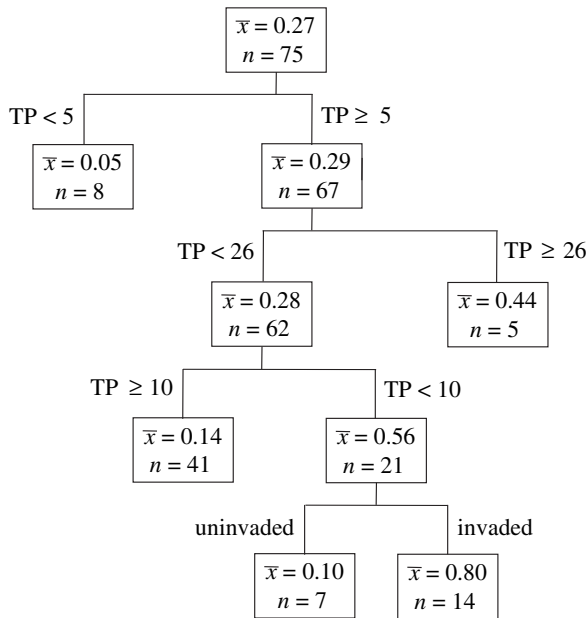 x̅ = 0.27
n = 75
TP < 5
TP ≥ 5
x̅ = 0.05
n = 8
x̅ = 0.29
n = 67
TP < 26
TP ≥ 26
x̅ = 0.28
n = 62
x̅ = 0.44
n = 5
TP ≥ 10
TP < 10
x̅ = 0.14
n = 41
x̅ = 0.56
n = 21
uninvaded
invaded
x̅ = 0.10
n = 7
x̅ = 0.80
n = 14